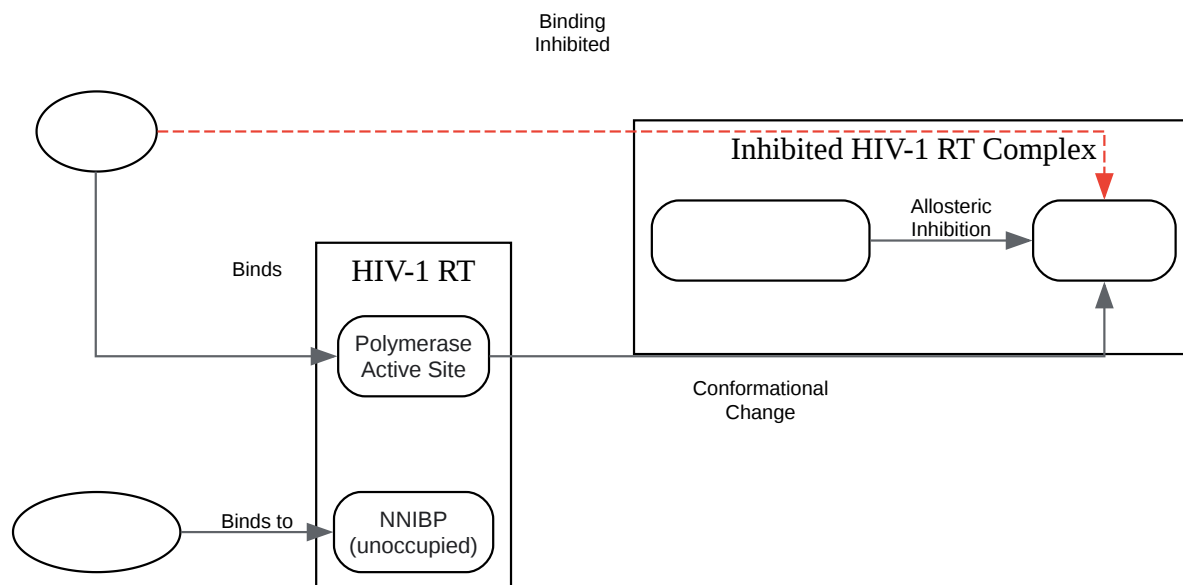 Binding
Inhibited
Inhibited HIV-1 RT Complex
Allosteric
Inhibition
Binds
HIV-1 RT
Polymerase
Active Site
Conformational
Change
Binds to
NNIBP
(unoccupied)